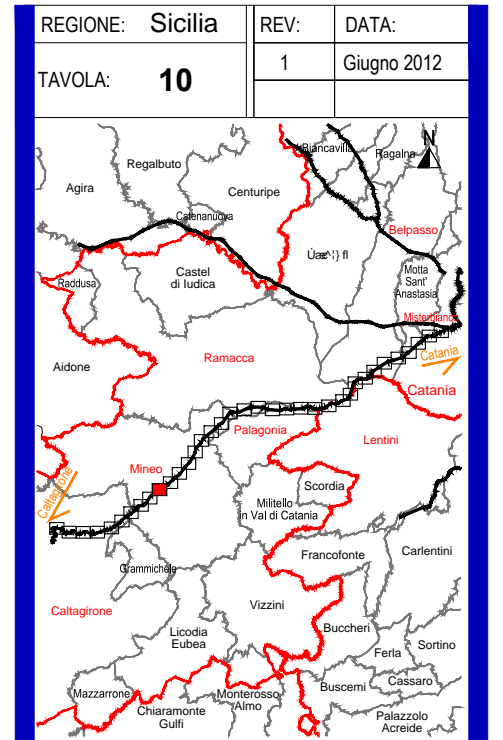 REGIONE: Sicilia
REV:
DATA:
TAVOLA: 10
1
Giugno 2012
N
Biancavilla
Ragalna
Regalbuto
Agira
Centuripe
Catenanuova
Belpasso
Motta
Sant'
Anastasia
Raddusa
Castel
di Iudica
Misterbianco
Ramacca
Catania
Aidone
Catania
Palagonia
Lentini
Mineo
Scordia
Caltagirone
Militello
in Val di Catania
Francofonte
Carlentini
Grammichele
Caltagirone
Vizzini
Licodia
Eubea
Buccheri
Ferla
Sortino
Mazzarrone
Monterosso
Almo
Buscemi
Cassaro
Chiaramonte
Gulfi
Palazzolo
Acreide